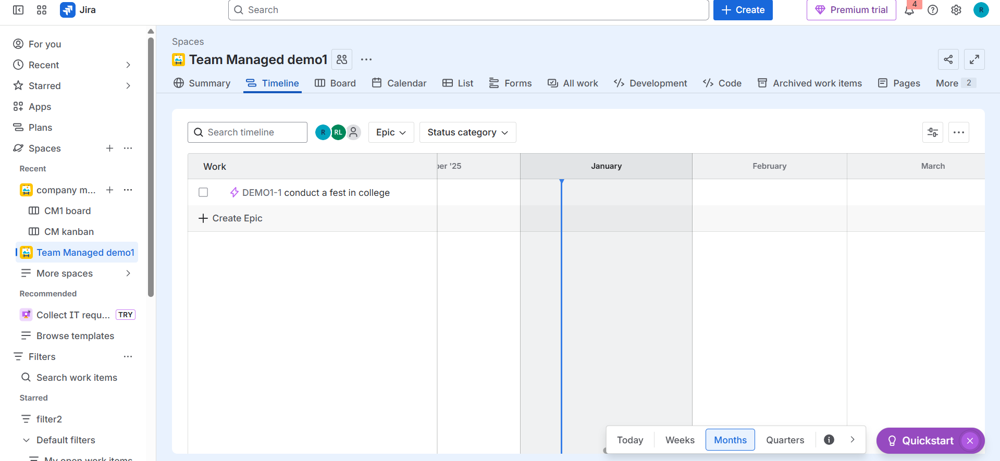 Jira
Search
Create
Premium trial
4
R
For you
Recent
Starred
Apps
Plans
Spaces
Recent
company m...
CM1 board
CM kanban
Team Managed demo1
More spaces
Recommended
Collect IT requ...
TRY
Browse templates
Filters
Search work items
Starred
filter2
Default filters
My open work items
Spaces
Team Managed demo1
Summary
Timeline
Board
Calendar
List
Forms
All work
Development
Code
Archived work items
Pages
More 2
Search timeline
R
RL
Epic
Status category
Work
ber '25
January
February
March
DEMO1-1 conduct a fest in college
Create Epic
Today
Weeks
Months
Quarters
Quickstart